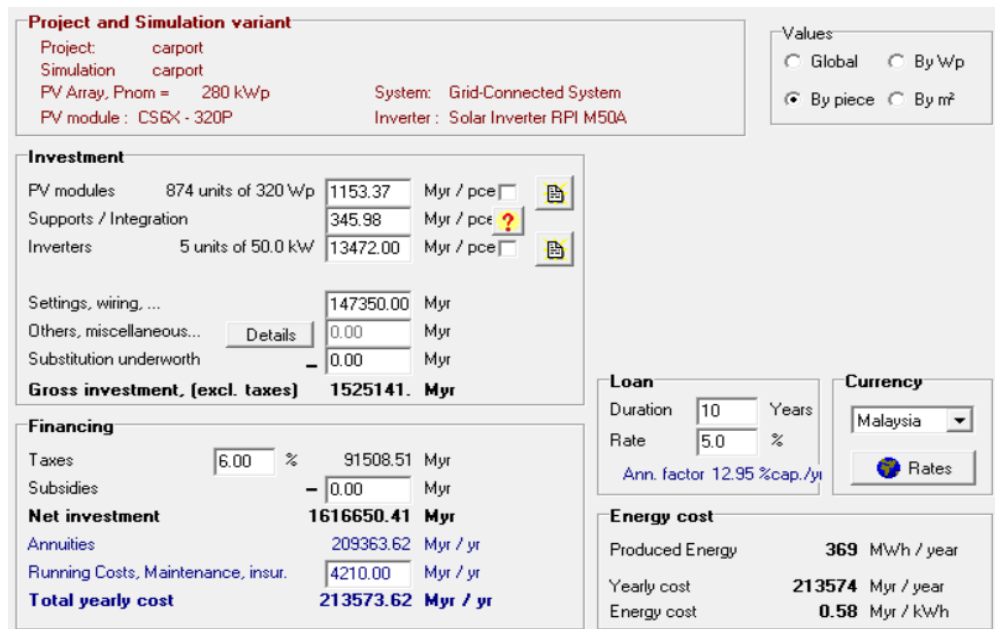 Project and Simulation variant
Project: carport
Simulation carport
PV Array, Pnom = 280 kWp System: Grid-Connected System
PV module : CS6X - 320P Inverter : Solar Inverter RPI M50A
Values
Global By Wp
By piece By m²
Investment
PV modules 874 units of 320 Wp 1153.37 Myr / pce
Supports / Integration 345.98 Myr / pce ?
Inverters 5 units of 50.0 kW 13472.00 Myr / pce
Settings, wiring, ... 147350.00 Myr
Others, miscellaneous... Details 0.00 Myr
Substitution underworth – 0.00 Myr
Gross investment, (excl. taxes) 1525141. Myr
Financing
Taxes 6.00 % 91508.51 Myr
Subsidies – 0.00 Myr
Net investment 1616650.41 Myr
Annuities 209363.62 Myr / yr
Running Costs, Maintenance, insur. 4210.00 Myr / yr
Total yearly cost 213573.62 Myr / yr
Loan
Duration 10 Years
Rate 5.0 %
Ann. factor 12.95 %cap./yr
Currency
Malaysia
Rates
Energy cost
Produced Energy 369 MWh / year
Yearly cost 213574 Myr / year
Energy cost 0.58 Myr / kWh